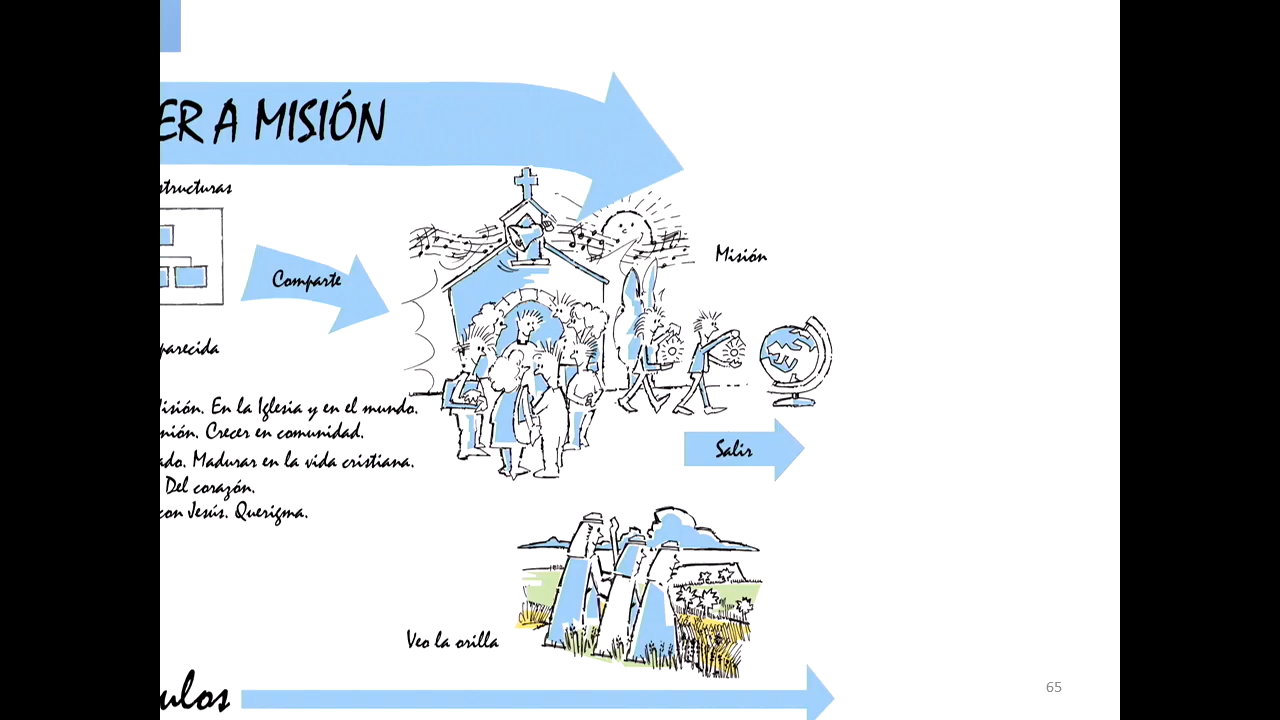 ER A MISIÓN
structuras
Misión
Comparte
parecida
isión. En la Iglesia y en el mundo.
nión. Crecer en comunidad.
ado. Madurar en la vida cristiana.
Del corazón.
con Jesús. Querigma.
Salir
Veo la orilla
ulos
65